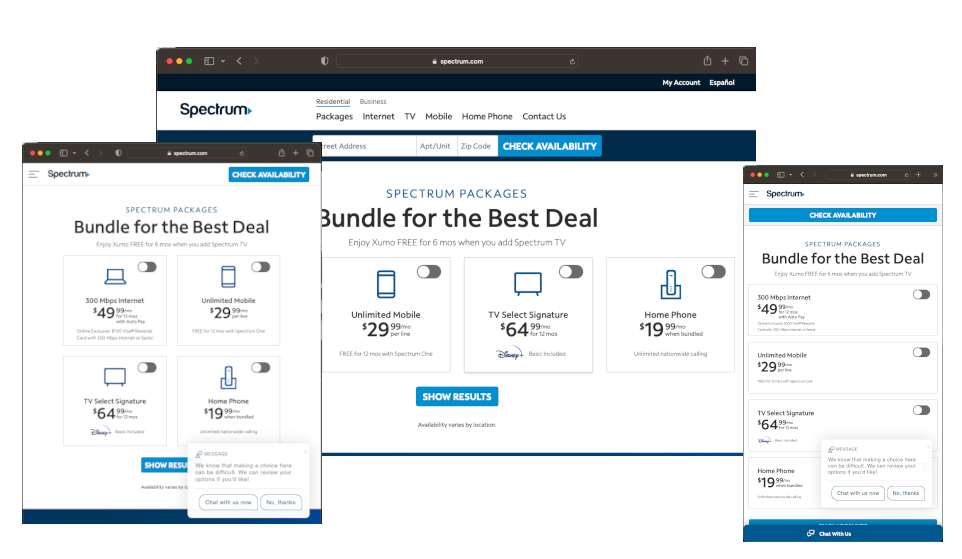 spectrum.com
My Account Español
Spectrum
Residential Business
Packages Internet TV Mobile Home Phone Contact Us
Street Address Apt/Unit Zip Code CHECK AVAILABILITY
SPECTRUM PACKAGES
Bundle for the Best Deal
Enjoy Xumo FREE for 6 mos when you add Spectrum TV
Unlimited Mobile
$29 99/mo
per line
FREE for 12 mos with Spectrum One
TV Select Signature
$64 99/mo
for 12 mos
Disney+ Basic Included
Home Phone
$19 99/mo
when bundled
Unlimited nationwide calling
SHOW RESULTS
Availability varies by location.
spectrum.com
Spectrum
CHECK AVAILABILITY
SPECTRUM PACKAGES
Bundle for the Best Deal
Enjoy Xumo FREE for 6 mos when you add Spectrum TV
300 Mbps Internet
$49 99/mo
for 12 mos
with Auto Pay
Online Exclusive: $100 Visa® Rewards
Card with 300 Mbps Internet or faster
Unlimited Mobile
$29 99/mo
per line
FREE for 12 mos with Spectrum One
TV Select Signature
$64 99/mo
for 12 mos
Disney+ Basic Included
Home Phone
$19 99/mo
when bundled
Unlimited nationwide calling
SHOW RESU
Availability varies by lo
MESSAGE
We know that making a choice here
can be difficult. We can review your
options if you'd like!
Chat with us now No, thanks
spectrum.com
Spectrum
CHECK AVAILABILITY
SPECTRUM PACKAGES
Bundle for the Best Deal
Enjoy Xumo FREE for 6 mos when you add Spectrum TV
300 Mbps Internet
$49 99/mo
for 12 mos
with Auto Pay
Online Exclusive: $100 Visa® Rewards
Card with 300 Mbps Internet or faster
Unlimited Mobile
$29 99/mo
per line
FREE for 12 mos with Spectrum One
TV Select Signature
$64 99/mo
for 12 mos
Disney+ Basic Included
Home Phone
$19 99/mo
when bundled
Unlimited nationwide calling
MESSAGE
We know that making a choice here
can be difficult. We can review your
options if you'd like!
Chat with us now No, thanks
Chat With Us